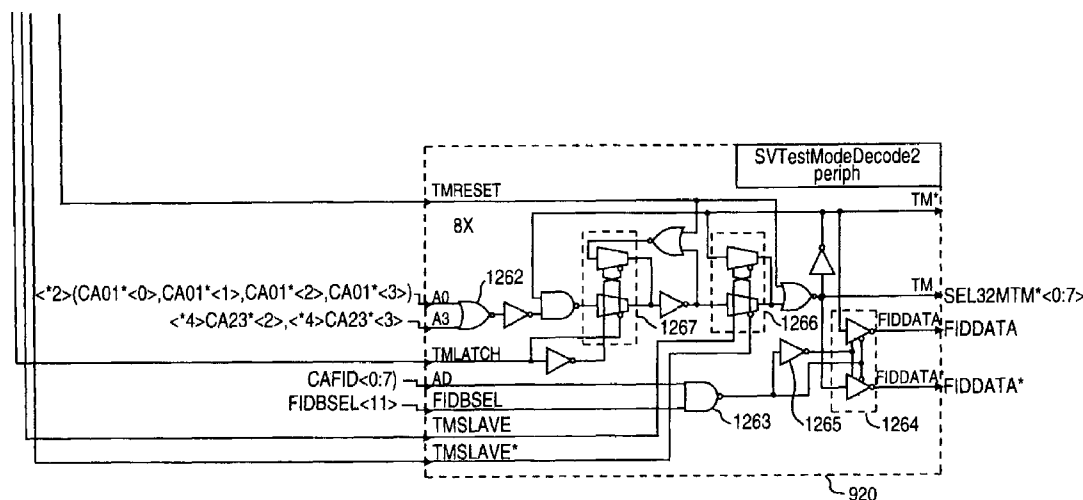 SVTestModeDecode2
periph
TMRESET
TM*
8X
1262
<*2>(CA01*<0>,CA01*<1>,CA01*<2>,CA01*<3>)
A0
<*4>CA23*<2>,<*4>CA23*<3>
A3
1267
1266
TM
SEL32MTM*<0:7>
FIDDATA
FIDDATA
TMLATCH
CAFID<0:7)
AD
FIDBSEL<11>
FIDBSEL
FIDDATA*
FIDDATA*
1263
1265
1264
TMSLAVE
TMSLAVE*
920